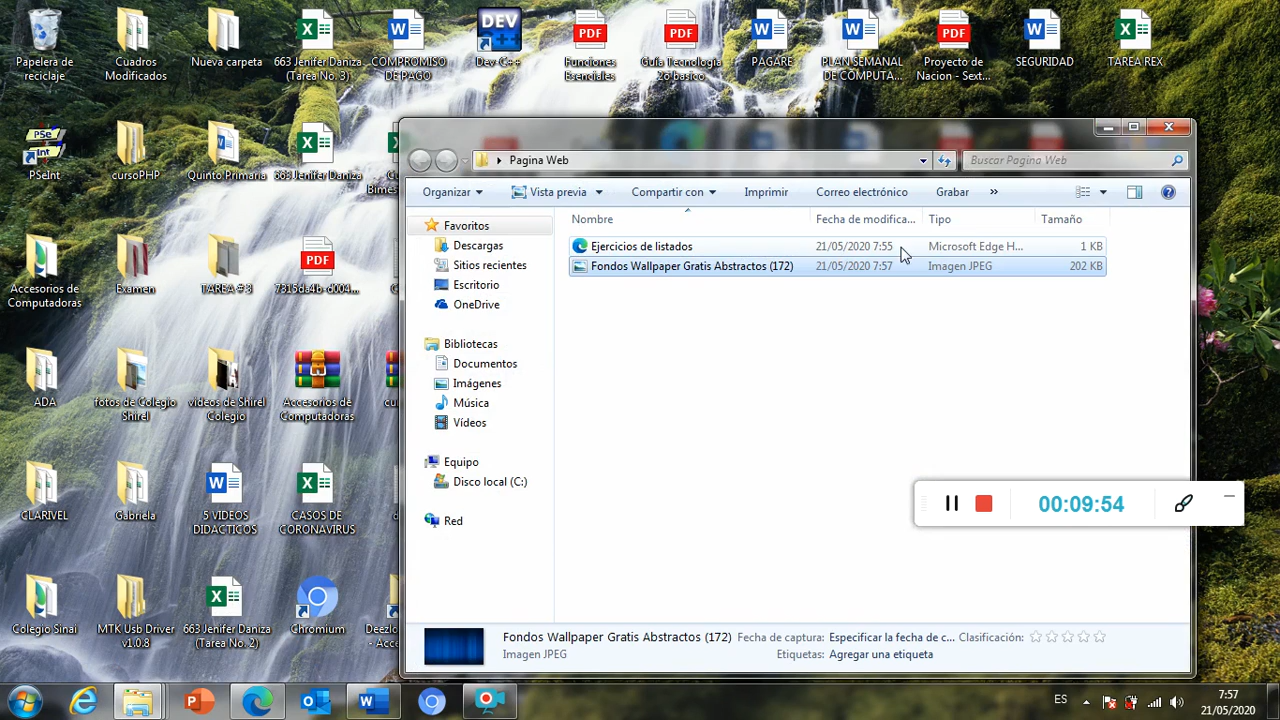 Papelera de reciclaje
Cuadros Modificados
Nueva carpeta
663 Jenifer Daniza (Tarea No. 3)
COMPROMISO DE PAGO
DEV
Dev-C++
PDF
Funciones Esenciales
PDF
Guia Tecnologia 2o basico
PAGARE
PLAN SEMANAL DE COMPUTA...
PDF
Proyecto de Nacion - Sext...
SEGURIDAD
TAREA REX
PSe Int
PSeInt
cursoPHP
Quinto Primaria
663 Jenifer Daniza
Accesorios de Computadoras
Examen
TAREA # 3
PDF
7315da4b-d004...
ADA
fotos de Colegio Shirel
videos de Shirel Colegio
Accesorios de Computadoras
CLARIVEL
Gabriela
5 VIDEOS DIDACTICOS
CASOS DE CORONAVIRUS
Colegio Sinai
MTK Usb Driver v1.0.8
663 Jenifer Daniza (Tarea No. 2)
Chromium
Pagina Web
Buscar Pagina Web
Organizar
Vista previa
Compartir con
Imprimir
Correo electrónico
Grabar
»
Nombre
Fecha de modifica...
Tipo
Tamaño
Ejercicios de listados
21/05/2020 7:55
Microsoft Edge H...
1 KB
Fondos Wallpaper Gratis Abstractos (172)
21/05/2020 7:57
Imagen JPEG
202 KB
Favoritos
Descargas
Sitios recientes
Escritorio
OneDrive
Bibliotecas
Documentos
Imágenes
Música
Vídeos
Equipo
Disco local (C:)
Red
00:09:54
Fondos Wallpaper Gratis Abstractos (172)
Fecha de captura: Especificar la fecha de c...
Clasificación:
Imagen JPEG
Etiquetas: Agregar una etiqueta
ES
7:57
21/05/2020